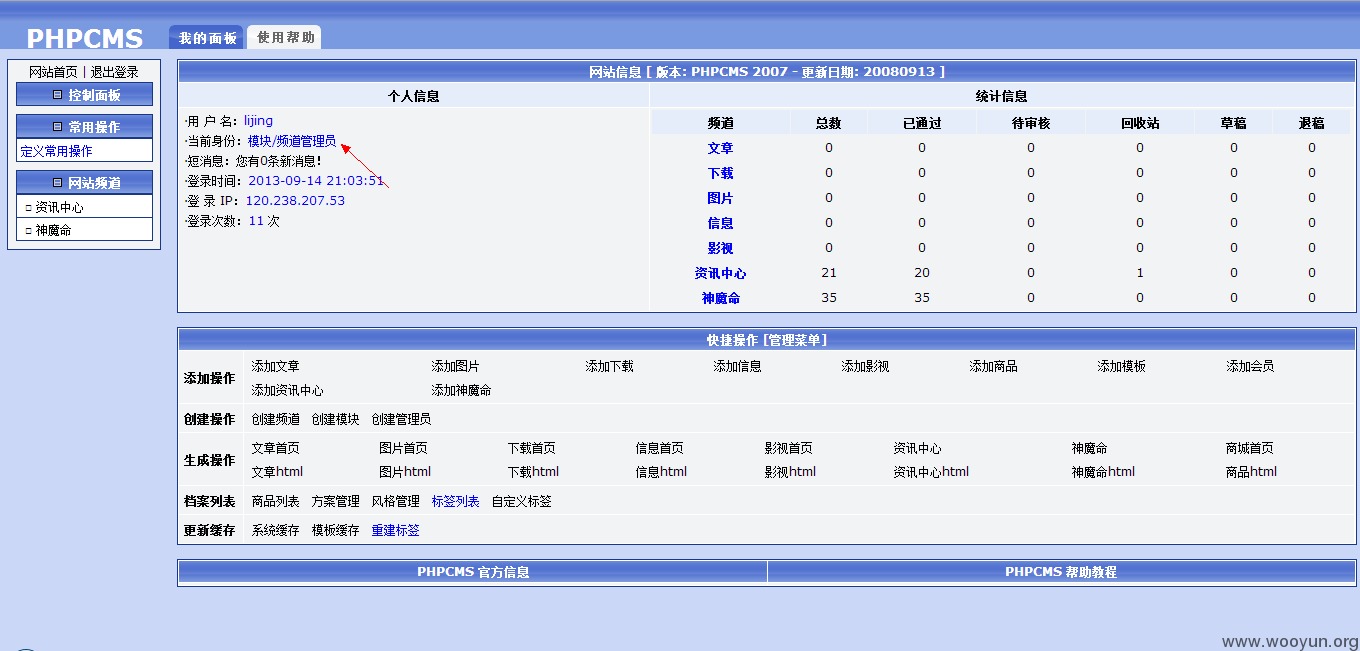 PHPCMS 我的面板 使用帮助
网站首页 | 退出登录
控制面板
常用操作
定义常用操作
网站频道
资讯中心
神魔命
网站信息 [ 版本: PHPCMS 2007 - 更新日期: 20080913 ]
个人信息
·用 户 名: lijing
·当前身份: 模块/频道管理员
·短消息: 您有0条新消息!
·登录时间: 2013-09-14 21:03:51
·登 录 IP: 120.238.207.53
·登录次数: 11 次
统计信息
频道 总数 已通过 待审核 回收站 草稿 退稿
文章 0 0 0 0 0 0
下载 0 0 0 0 0 0
图片 0 0 0 0 0 0
信息 0 0 0 0 0 0
影视 0 0 0 0 0 0
资讯中心 21 20 0 1 0 0
神魔命 35 35 0 0 0 0
快捷操作 [管理菜单]
添加操作 添加文章 添加图片 添加下载 添加信息 添加影视 添加商品 添加模板 添加会员
添加资讯中心 添加神魔命
创建操作 创建频道 创建模块 创建管理员
生成操作 文章首页 图片首页 下载首页 信息首页 影视首页 资讯中心 神魔命 商城首页
文章html 图片html 下载html 信息html 影视html 资讯中心html 神魔命html 商品html
档案列表 商品列表 方案管理 风格管理 标签列表 自定义标签
更新缓存 系统缓存 模板缓存 重建标签
PHPCMS 官方信息 PHPCMS 帮助教程
www.wooyun.org